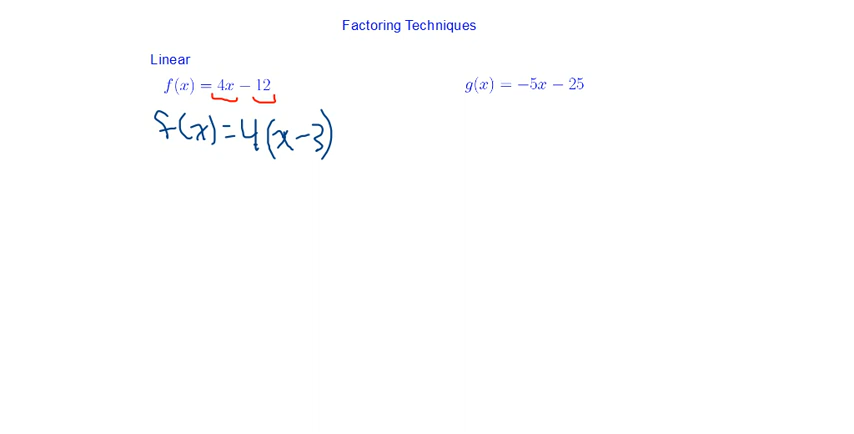 Factoring Techniques
Linear
f(x) = 4x − 12
g(x) = −5x − 25
f(x)=4(x-3)